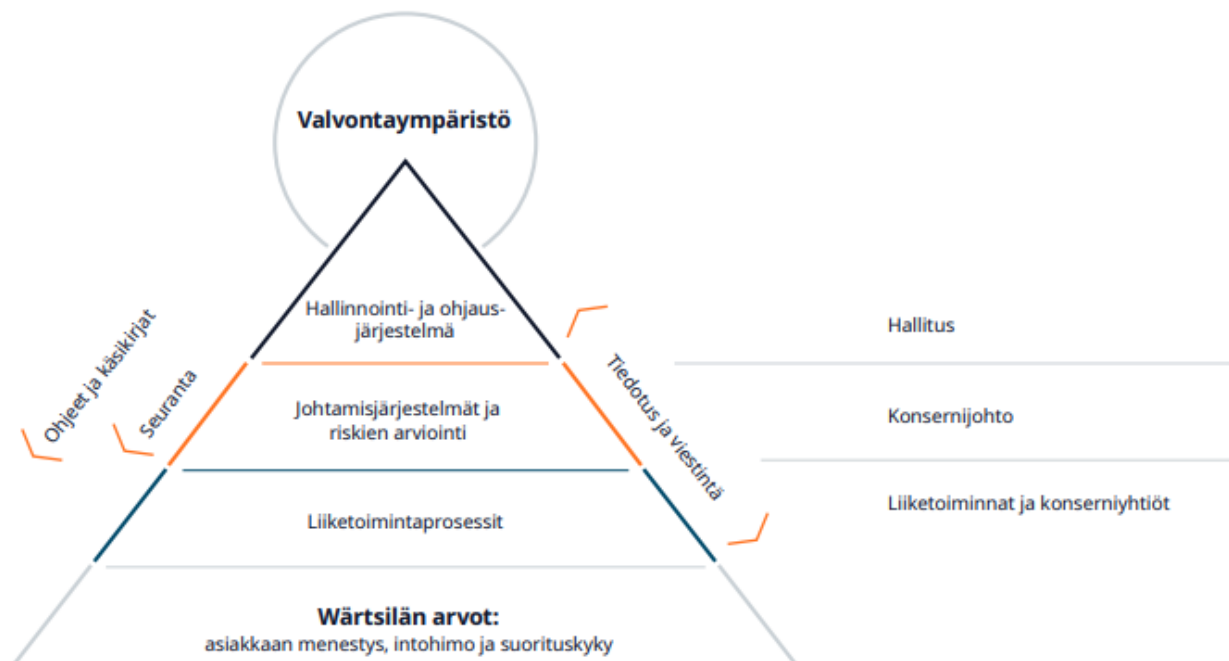 Valvontaympäristö
Hallinnointi- ja ohjaus-
järjestelmä
Hallitus
Ohjeet ja käsikirjat
Seuranta
Johtamisjärjestelmät ja
riskien arviointi
Tiedotus ja viestintä
Konsernijohto
Liiketoimintaprosessit
Liiketoiminnat ja konserniyhtiöt
Wärtsilän arvot:
asiakkaan menestys, intohimo ja suorituskyky